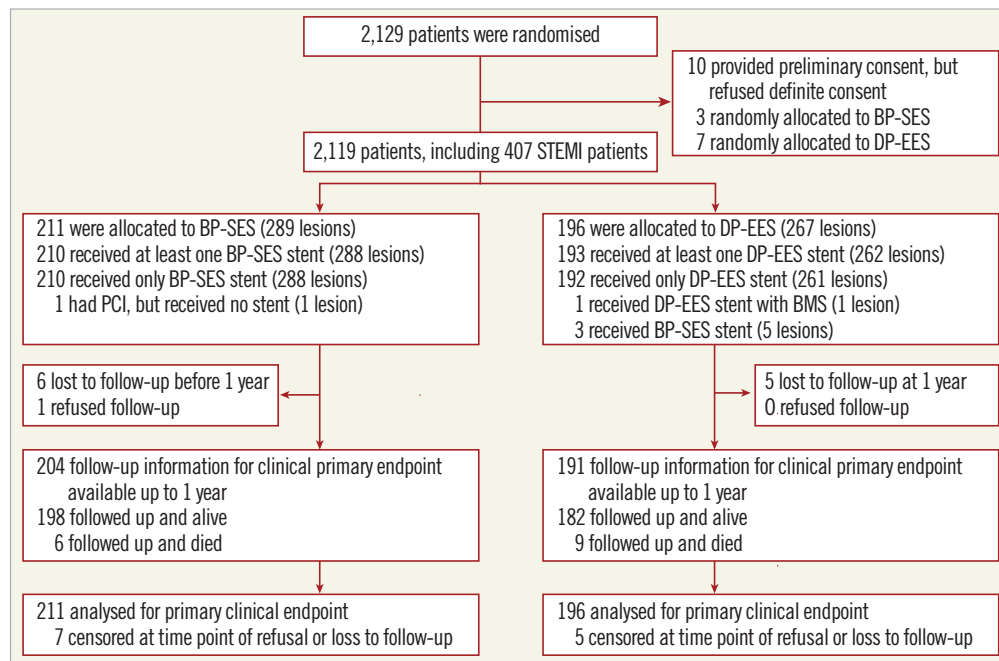 2,129 patients were randomised
10 provided preliminary consent, but
refused definite consent
3 randomly allocated to BP-SES
7 randomly allocated to DP-EES
2,119 patients, including 407 STEMI patients
211 were allocated to BP-SES (289 lesions)
210 received at least one BP-SES stent (288 lesions)
210 received only BP-SES stent (288 lesions)
1 had PCI, but received no stent (1 lesion)
196 were allocated to DP-EES (267 lesions)
193 received at least one DP-EES stent (262 lesions)
192 received only DP-EES stent (261 lesions)
1 received DP-EES stent with BMS (1 lesion)
3 received BP-SES stent (5 lesions)
6 lost to follow-up before 1 year
1 refused follow-up
5 lost to follow-up at 1 year
0 refused follow-up
204 follow-up information for clinical primary endpoint
available up to 1 year
198 followed up and alive
6 followed up and died
191 follow-up information for clinical primary endpoint
available up to 1 year
182 followed up and alive
9 followed up and died
211 analysed for primary clinical endpoint
7 censored at time point of refusal or loss to follow-up
196 analysed for primary clinical endpoint
5 censored at time point of refusal or loss to follow-up